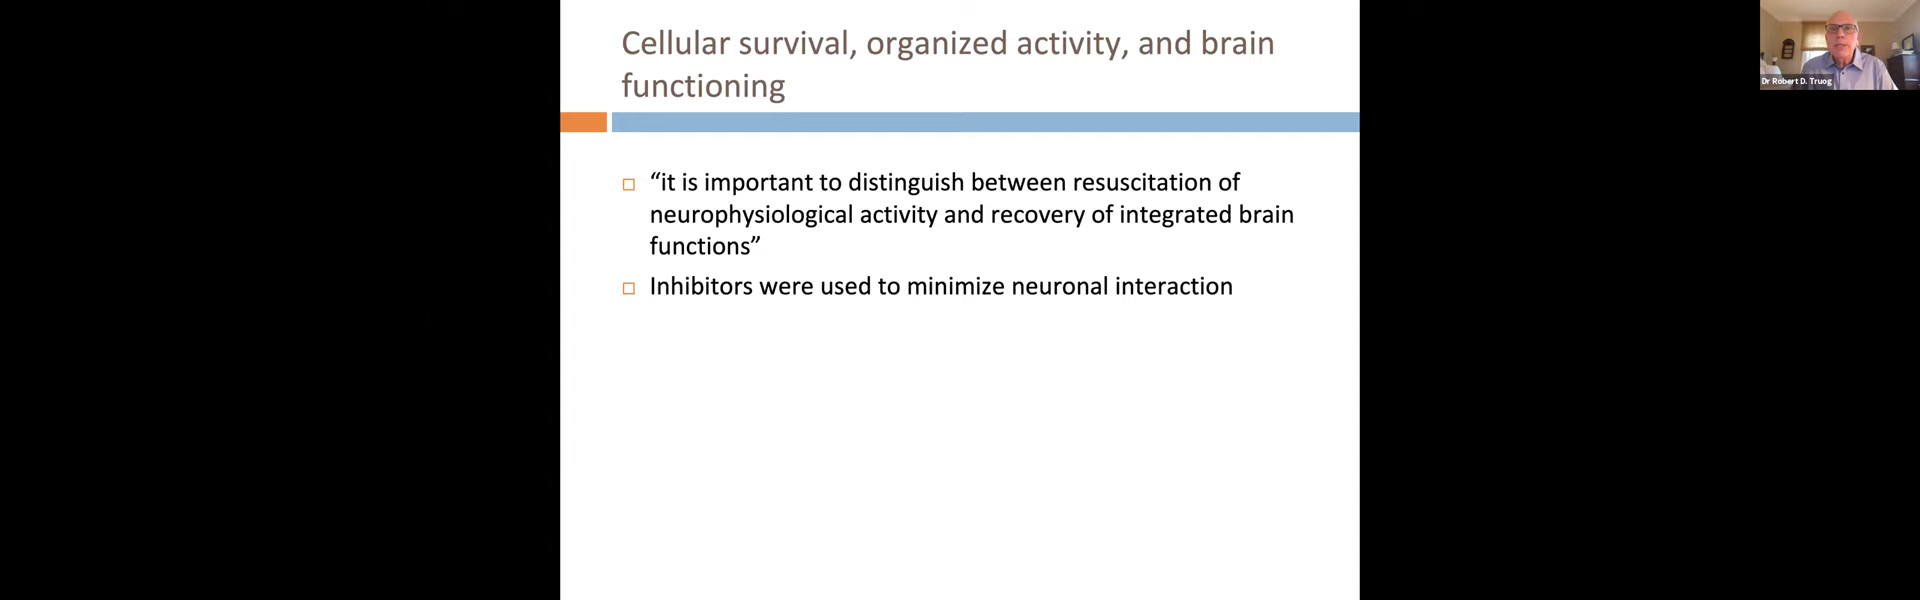 Cellular survival, organized activity, and brain
functioning
“it is important to distinguish between resuscitation of
neurophysiological activity and recovery of integrated brain
functions”
Inhibitors were used to minimize neuronal interaction
Dr Robert D. Truog